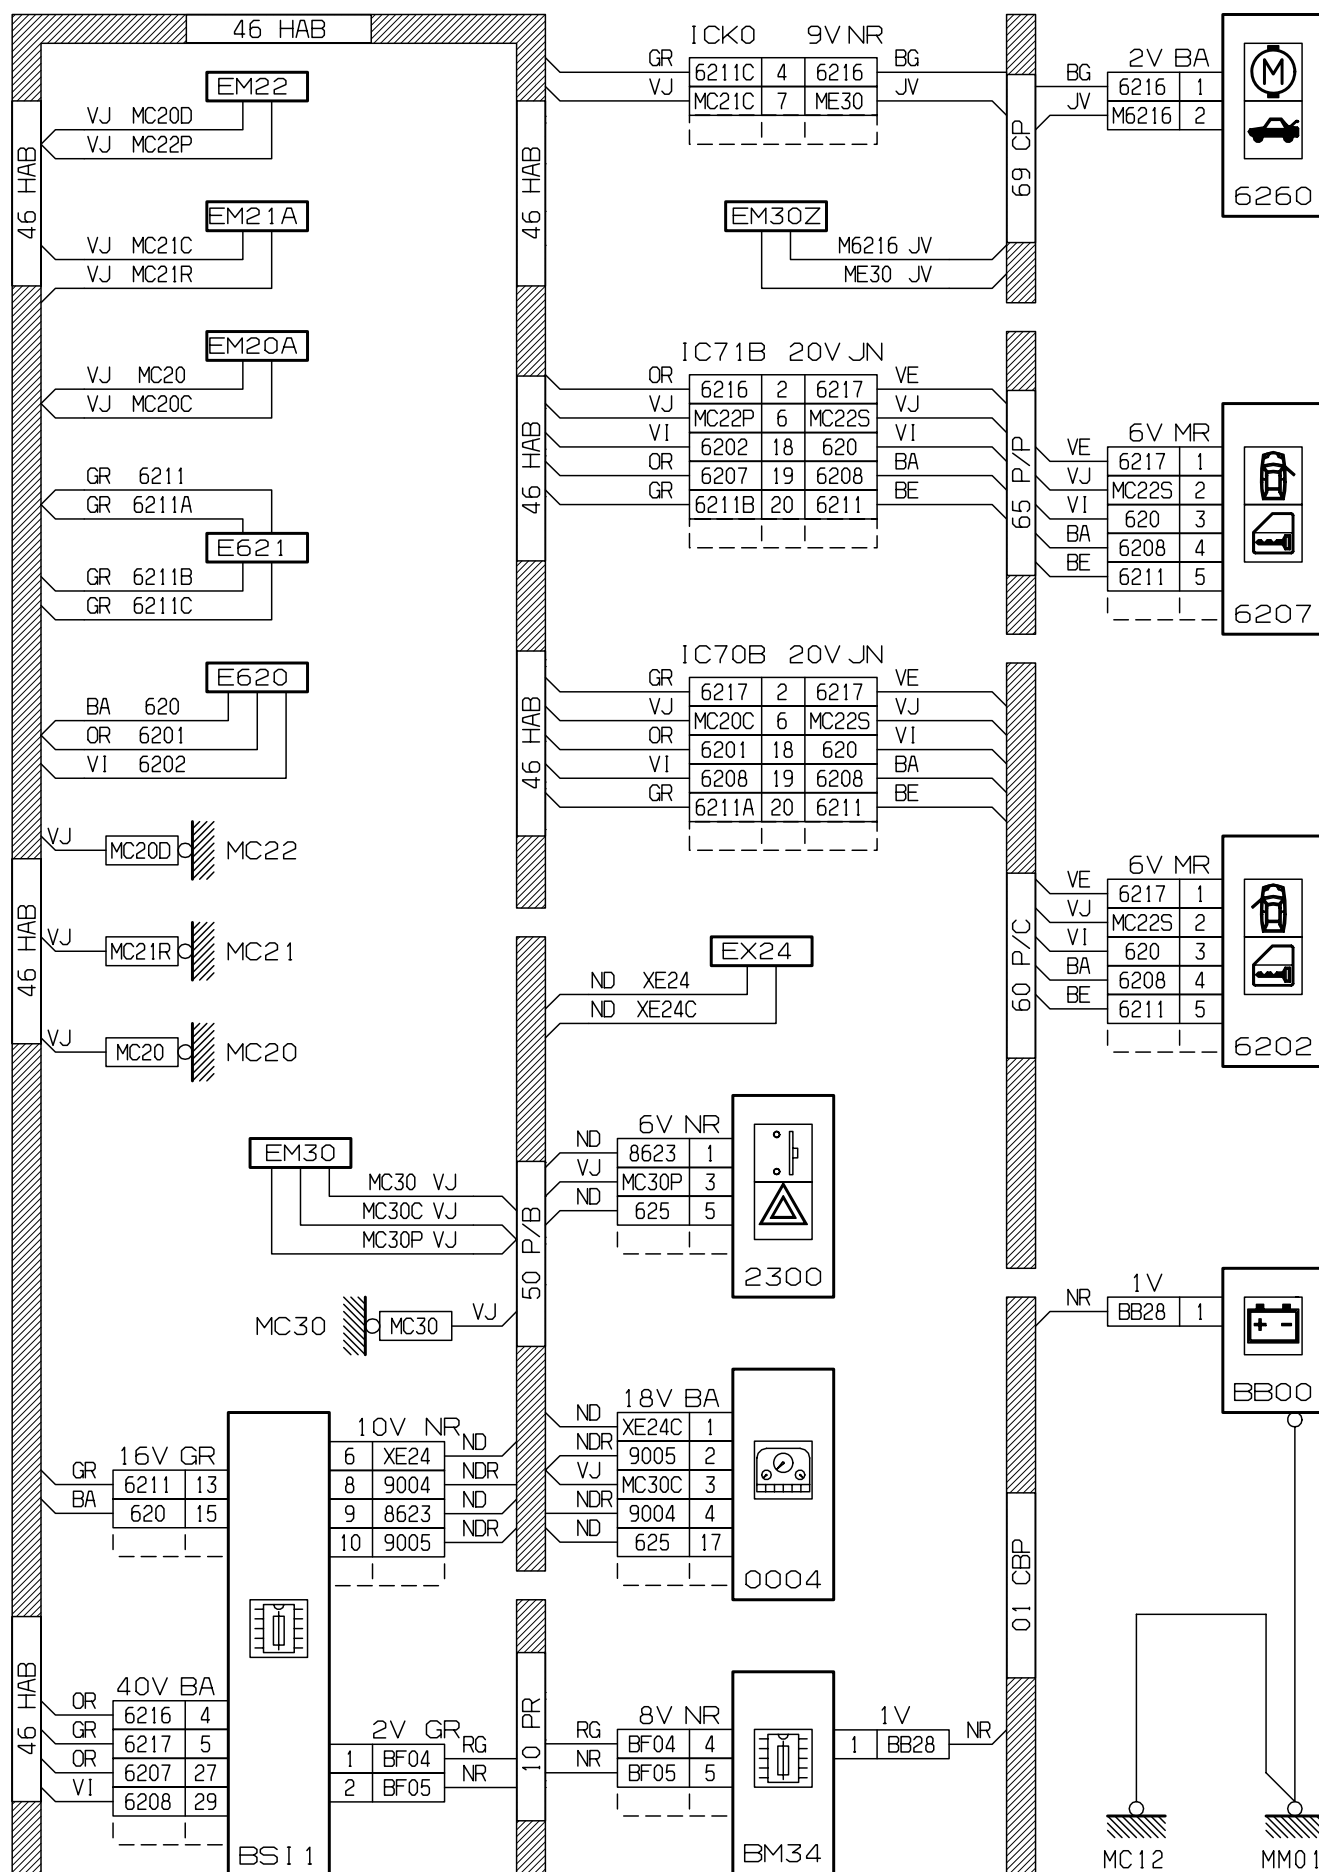 46 HAB
EM22
VJ MC20D
VJ MC22P
46 HAB
EM21A
VJ MC21C
VJ MC21R
EM20A
VJ MC20
VJ MC20C
GR 6211
GR 6211A
E621
GR 6211B
GR 6211C
E620
BA 620
OR 6201
VI 6202
VJ MC20D MC22
46 HAB
VJ MC21R MC21
VJ MC20 MC20
EM30
MC30 VJ
MC30C VJ
MC30P VJ
MC30 MC30 VJ
16V GR
GR 6211 13
BA 620 15
10V NR
6 XE24 ND
8 9004 NDR
9 8623 ND
10 9005 NDR
46 HAB
40V BA
OR 6216 4
GR 6217 5
OR 6207 27
VI 6208 29
2V GR
1 BF04 RG
2 BF05 NR
BSI1
46 HAB
ICK0 9V NR
GR 6211C 4 6216 BG
VJ MC21C 7 ME30 JV
EM30Z
M6216 JV
ME30 JV
46 HAB
IC71B 20V JN
OR 6216 2 6217 VE
VJ MC22P 6 MC22S VJ
VI 6202 18 620 VI
OR 6207 19 6208 BA
GR 6211B 20 6211 BE
46 HAB
IC70B 20V JN
GR 6217 2 6217 VE
VJ MC20C 6 MC22S VJ
OR 6201 18 620 VI
VI 6208 19 6208 BA
GR 6211A 20 6211 BE
EX24
ND XE24
ND XE24C
50 P/B
6V NR
ND 8623 1
VJ MC30P 3
ND 625 5
2300
18V BA
ND XE24C 1
NDR 9005 2
VJ MC30C 3
NDR 9004 4
ND 625 17
0004
10 PR
8V NR
RG BF04 4
NR BF05 5
1V
1 BB28 NR
BM34
69 CP
2V BA
BG 6216 1
JV M6216 2
M
6260
65 P/P
6V MR
VE 6217 1
VJ MC22S 2
VI 620 3
BA 6208 4
BE 6211 5
6207
60 P/C
6V MR
VE 6217 1
VJ MC22S 2
VI 620 3
BA 6208 4
BE 6211 5
6202
1V
NR BB28 1
+ -
BB00
01 CBP
MC12
MM01